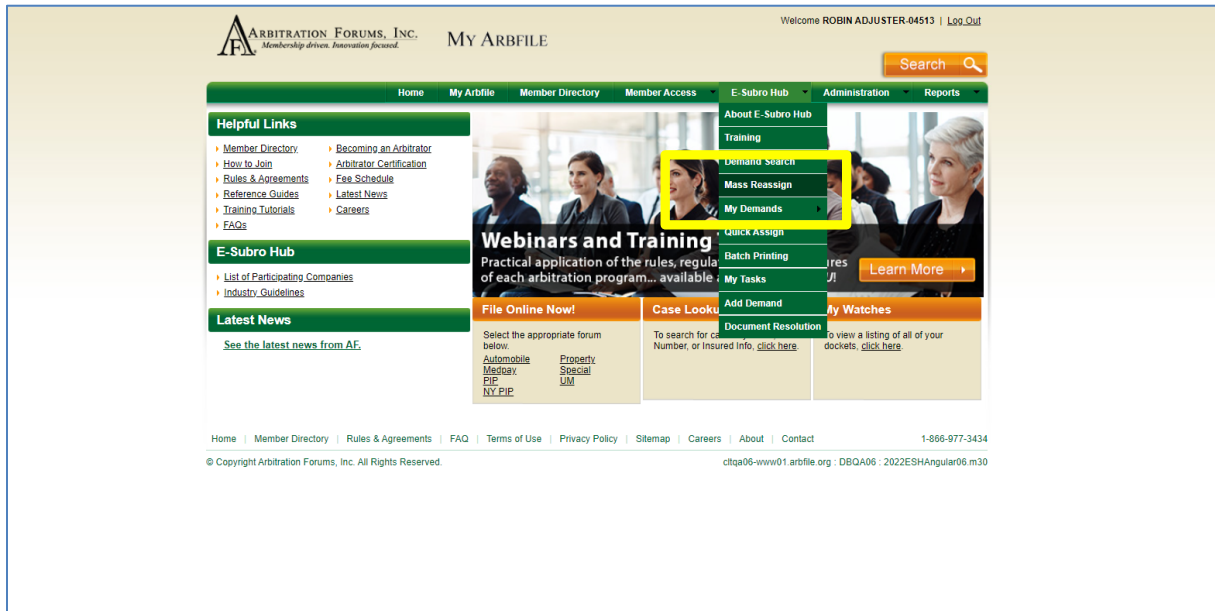 Welcome ROBIN ADJUSTER-04513 | Log Out
ARBITRATION FORUMS, INC.
Membership driven. Innovation focused.
MY ARBFILE
Search
Home My Arbfile Member Directory Member Access E-Subro Hub Administration Reports
About E-Subro Hub
Training
Demand Search
Mass Reassign
My Demands
Quick Assign
Batch Printing
My Tasks
Add Demand
Document Resolution
Helpful Links
Member Directory
How to Join
Rules & Agreements
Reference Guides
Training Tutorials
FAQs
Becoming an Arbitrator
Arbitrator Certification
Fee Schedule
Latest News
Careers
E-Subro Hub
List of Participating Companies
Industry Guidelines
Latest News
See the latest news from AF.
Webinars and Training
Practical application of the rules, regula
of each arbitration program... available
U!
Learn More
File Online Now!
Select the appropriate forum
below.
Automobile Property
Medpay Special
PIP UM
NY PIP
Case Looku
To search for ca
Number, or Insured Info, click here.
My Watches
To view a listing of all of your
dockets, click here.
Home | Member Directory | Rules & Agreements | FAQ | Terms of Use | Privacy Policy | Sitemap | Careers | About | Contact 1-866-977-3434
© Copyright Arbitration Forums, Inc. All Rights Reserved. cltqa06-www01.arbfile.org : DBQA06 : 2022ESHAngular06.m30